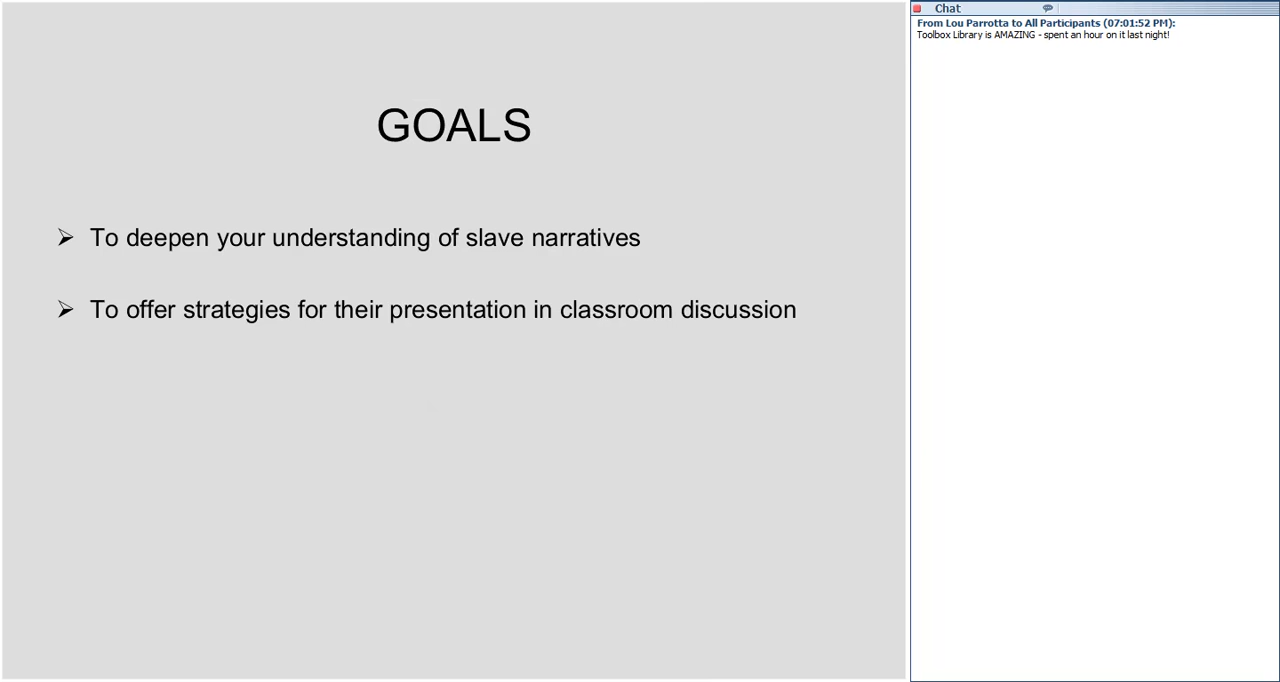 GOALS
To deepen your understanding of slave narratives
To offer strategies for their presentation in classroom discussion
Chat
From Lou Parrotta to All Participants (07:01:52 PM):
Toolbox Library is AMAZING - spent an hour on it last night!